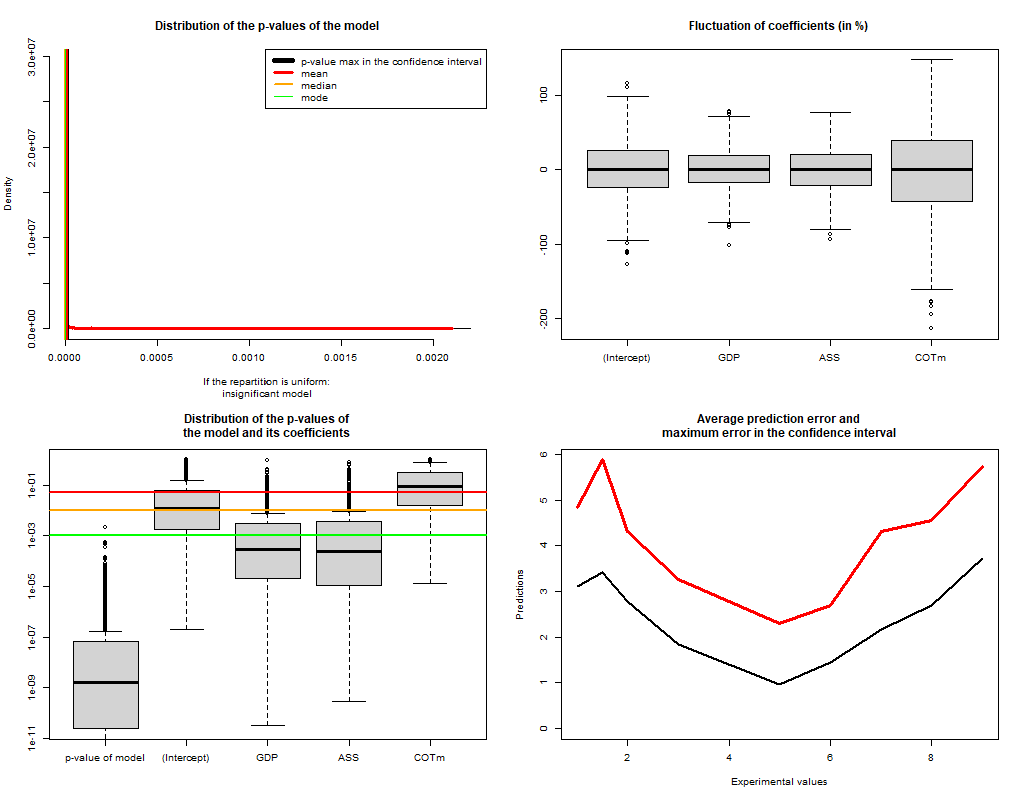 Distribution of the p-values of the model
Density
3.0e+07
2.0e+07
1.0e+07
0.0e+00
p-value max in the confidence interval
mean
median
mode
0.0000 0.0005 0.0010 0.0015 0.0020
If the repartition is uniform:
insignificant model
Fluctuation of coefficients (in %)
100
0
-100
-200
(Intercept) GDP ASS COTm
Distribution of the p-values of
the model and its coefficients
1e-01
1e-03
1e-05
1e-07
1e-09
1e-11
p-value of model (Intercept) GDP ASS COTm
Average prediction error and
maximum error in the confidence interval
Predictions
6
5
4
3
2
1
0
2 4 6 8
Experimental values